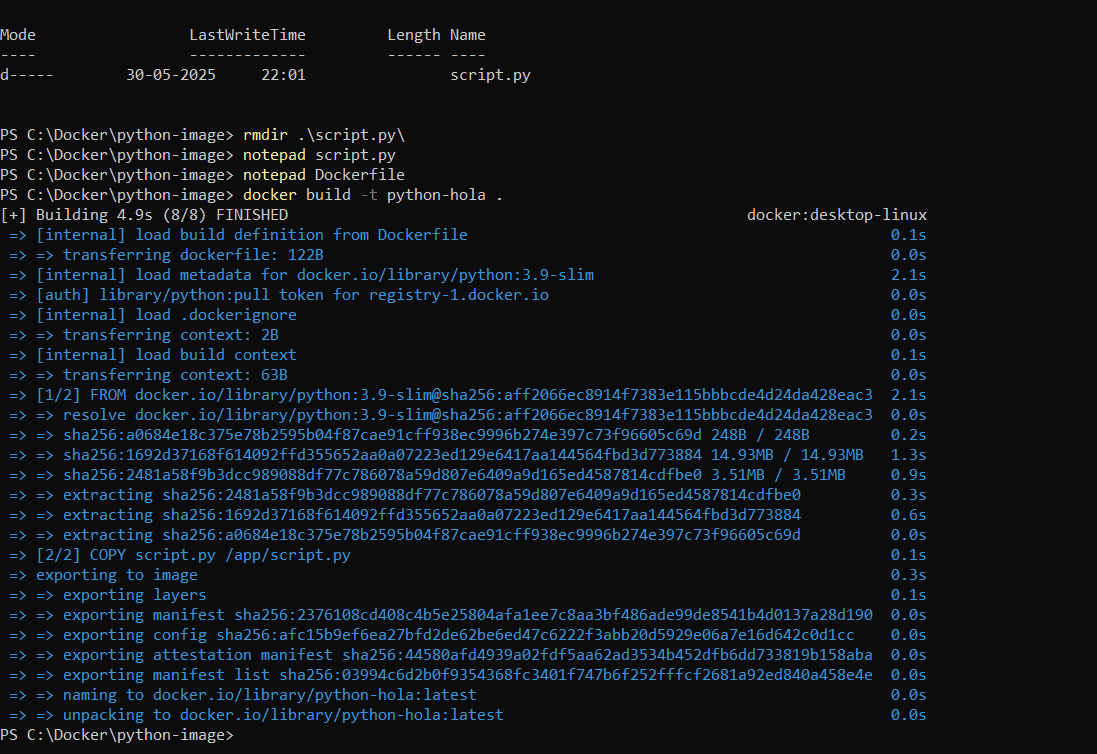 Mode LastWriteTime Length Name
---- ------------- ------ ----
d----- 30-05-2025 22:01 script.py
PS C:\Docker\python-image> rmdir .\script.py\
PS C:\Docker\python-image> notepad script.py
PS C:\Docker\python-image> notepad Dockerfile
PS C:\Docker\python-image> docker build -t python-hola .
[+] Building 4.9s (8/8) FINISHED docker:desktop-linux
=> [internal] load build definition from Dockerfile 0.1s
=> => transferring dockerfile: 122B 0.0s
=> [internal] load metadata for docker.io/library/python:3.9-slim 2.1s
=> [auth] library/python:pull token for registry-1.docker.io 0.0s
=> [internal] load .dockerignore 0.0s
=> => transferring context: 2B 0.0s
=> [internal] load build context 0.1s
=> => transferring context: 63B 0.0s
=> [1/2] FROM docker.io/library/python:3.9-slim@sha256:aff2066ec8914f7383e115bbbcde4d24da428eac3 2.1s
=> => resolve docker.io/library/python:3.9-slim@sha256:aff2066ec8914f7383e115bbbcde4d24da428eac3 0.0s
=> => sha256:a0684e18c375e78b2595b04f87cae91cff938ec9996b274e397c73f96605c69d 248B / 248B 0.2s
=> => sha256:1692d37168f614092ffd355652aa0a07223ed129e6417aa144564fbd3d773884 14.93MB / 14.93MB 1.3s
=> => sha256:2481a58f9b3dcc989088df77c786078a59d807e6409a9d165ed4587814cdfbe0 3.51MB / 3.51MB 0.9s
=> => extracting sha256:2481a58f9b3dcc989088df77c786078a59d807e6409a9d165ed4587814cdfbe0 0.3s
=> => extracting sha256:1692d37168f614092ffd355652aa0a07223ed129e6417aa144564fbd3d773884 0.6s
=> => extracting sha256:a0684e18c375e78b2595b04f87cae91cff938ec9996b274e397c73f96605c69d 0.0s
=> [2/2] COPY script.py /app/script.py 0.1s
=> exporting to image 0.3s
=> => exporting layers 0.1s
=> => exporting manifest sha256:2376108cd408c4b5e25804afa1ee7c8aa3bf486ade99de8541b4d0137a28d190 0.0s
=> => exporting config sha256:afc15b9ef6ea27bfd2de62be6ed47c6222f3abb20d5929e06a7e16d642c0d1cc 0.0s
=> => exporting attestation manifest sha256:44580afd4939a02fdf5aa62ad3534b452dfb6dd733819b158aba 0.0s
=> => exporting manifest list sha256:03994c6d2b0f9354368fc3401f747b6f252fffcf2681a92ed840a458e4e 0.0s
=> => naming to docker.io/library/python-hola:latest 0.0s
=> => unpacking to docker.io/library/python-hola:latest 0.0s
PS C:\Docker\python-image>